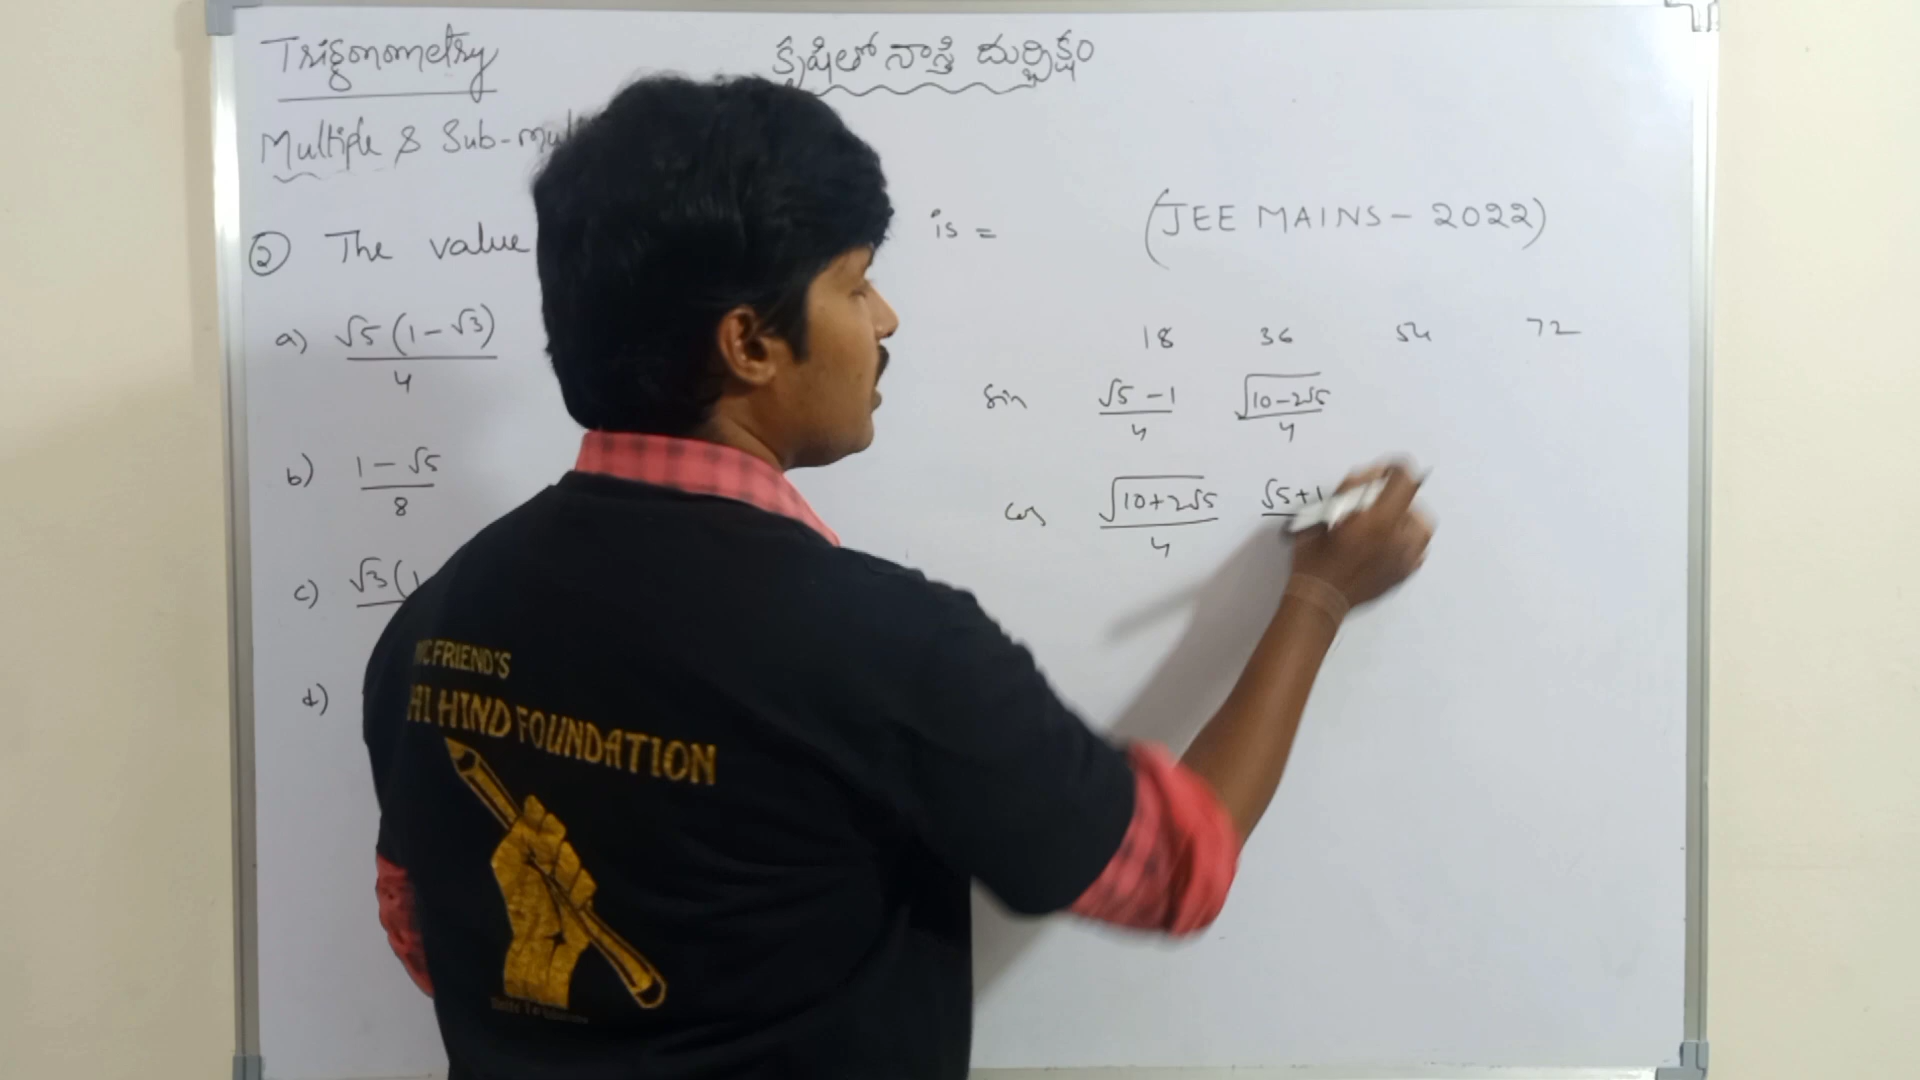 Trigonometry
కృషితో నాస్తి దుర్భిక్షం
Multiple & Sub-mul
② The value is = (JEE MAINS - 2022)
a) √5 (1 - √3) / 4
b) 1 - √5 / 8
c) √3 (1
d)
18 36 54 72
Sin √5 - 1 / 4 √10-2√5 / 4
cos √10+2√5 / 4 √5+1
FRIEND'S
HIND FOUNDATION